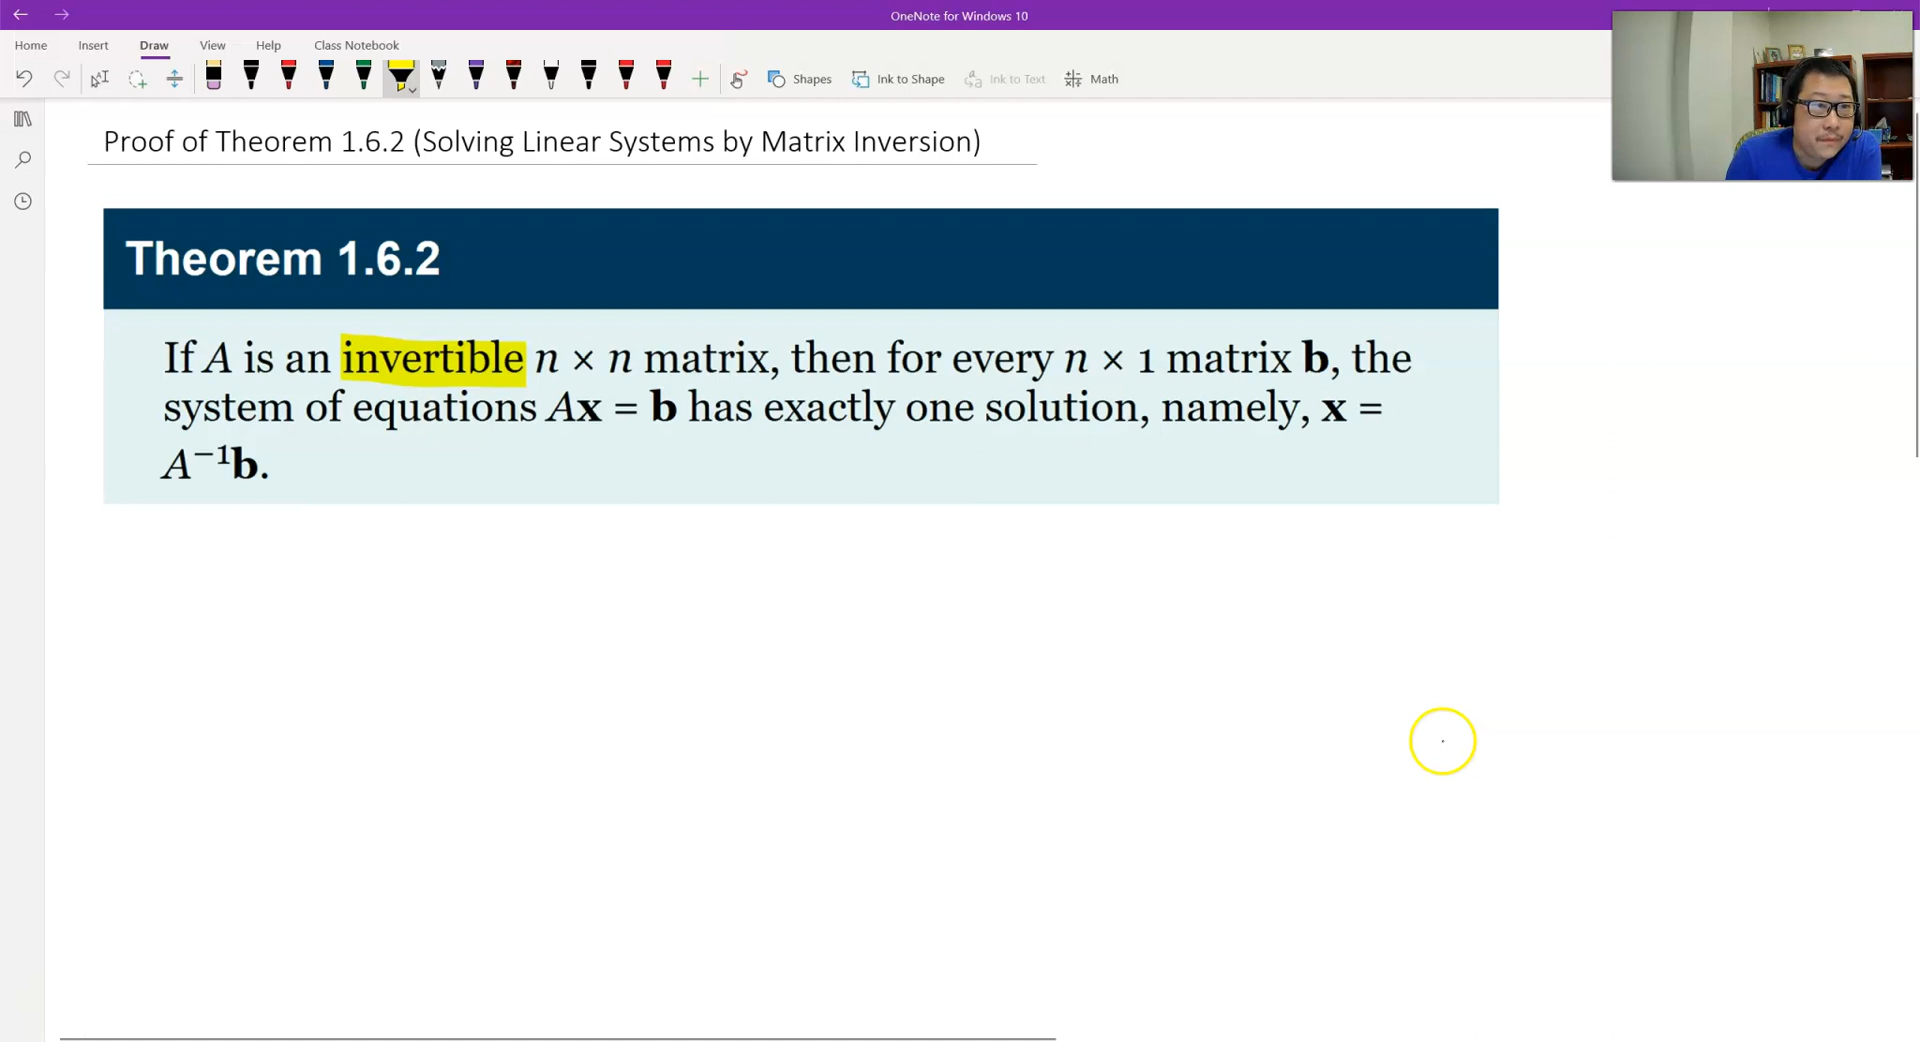 OneNote for Windows 10
Home Insert Draw View Help Class Notebook
Shapes Ink to Shape Ink to Text Math
Proof of Theorem 1.6.2 (Solving Linear Systems by Matrix Inversion)
Theorem 1.6.2
If A is an invertible n × n matrix, then for every n × 1 matrix b, the
system of equations Ax = b has exactly one solution, namely, x =
A⁻¹b.